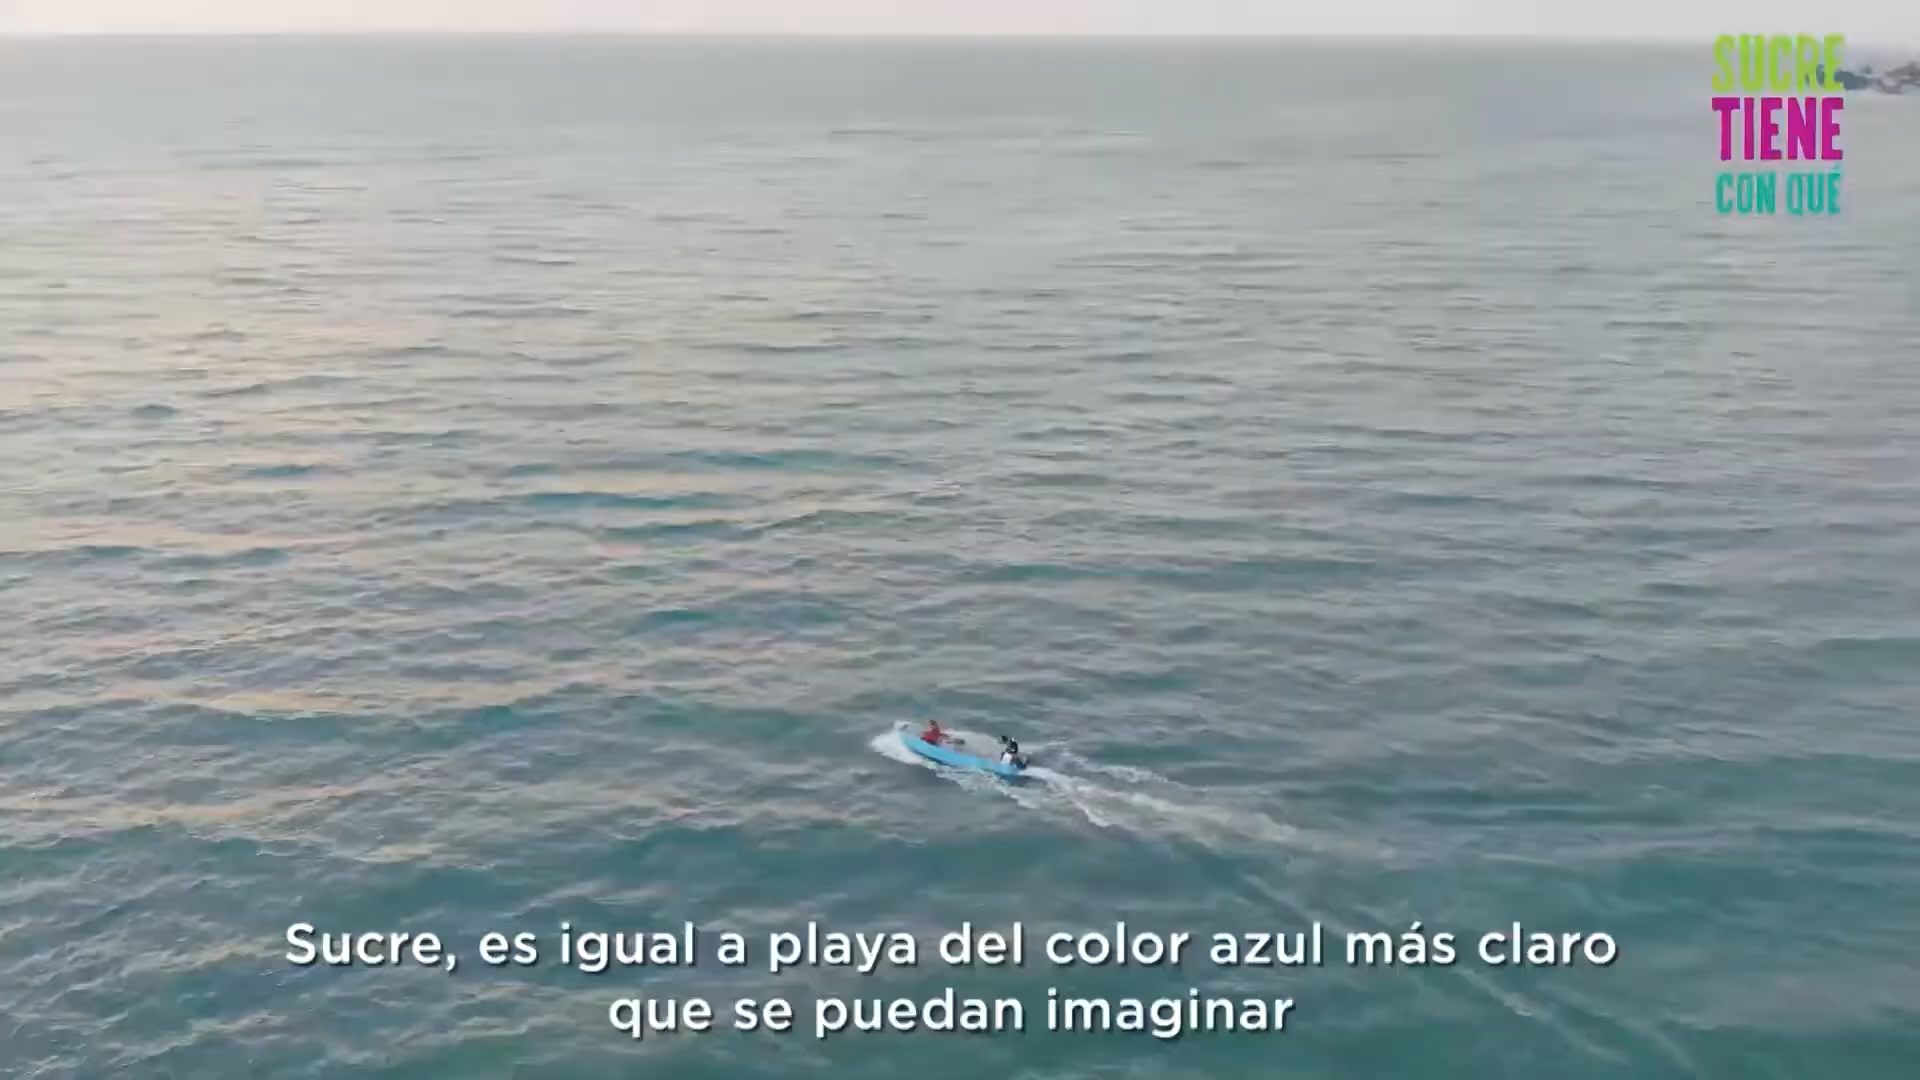 SUCRE
TIENE
CON QUÉ
Sucre, es igual a playa del color azul más claro
que se puedan imaginar